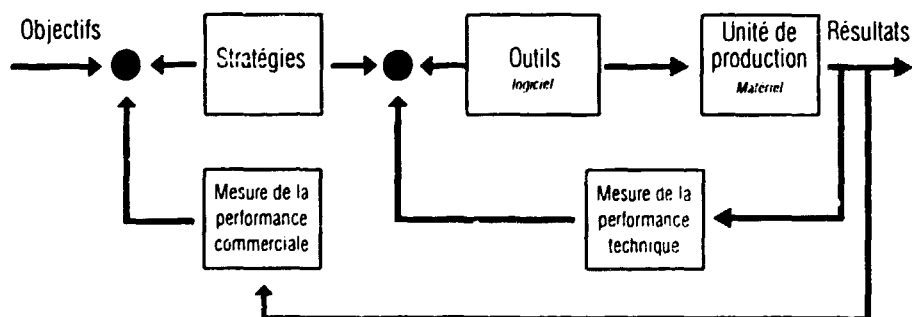 Objectifs
Stratégies
Outils
logiciel
Unité de
production
Matériel
Résultats
Mesure de la
performance
commerciale
Mesure de la
performance
technique